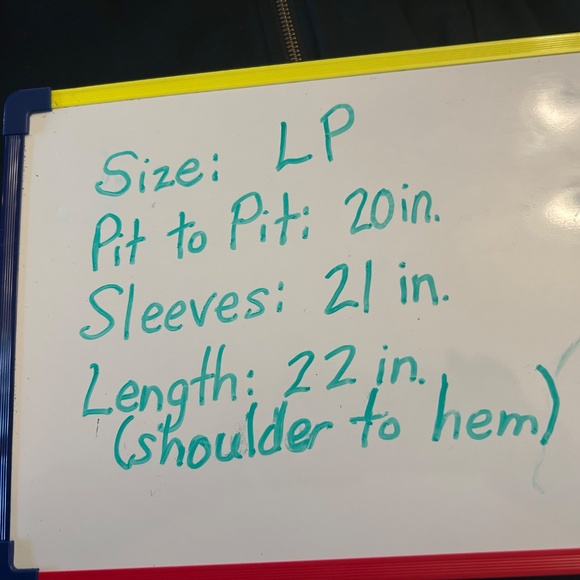 Size: LP
Pit to Pit: 20in.
Sleeves: 21 in.
Length: 22 in.
(shoulder to hem)